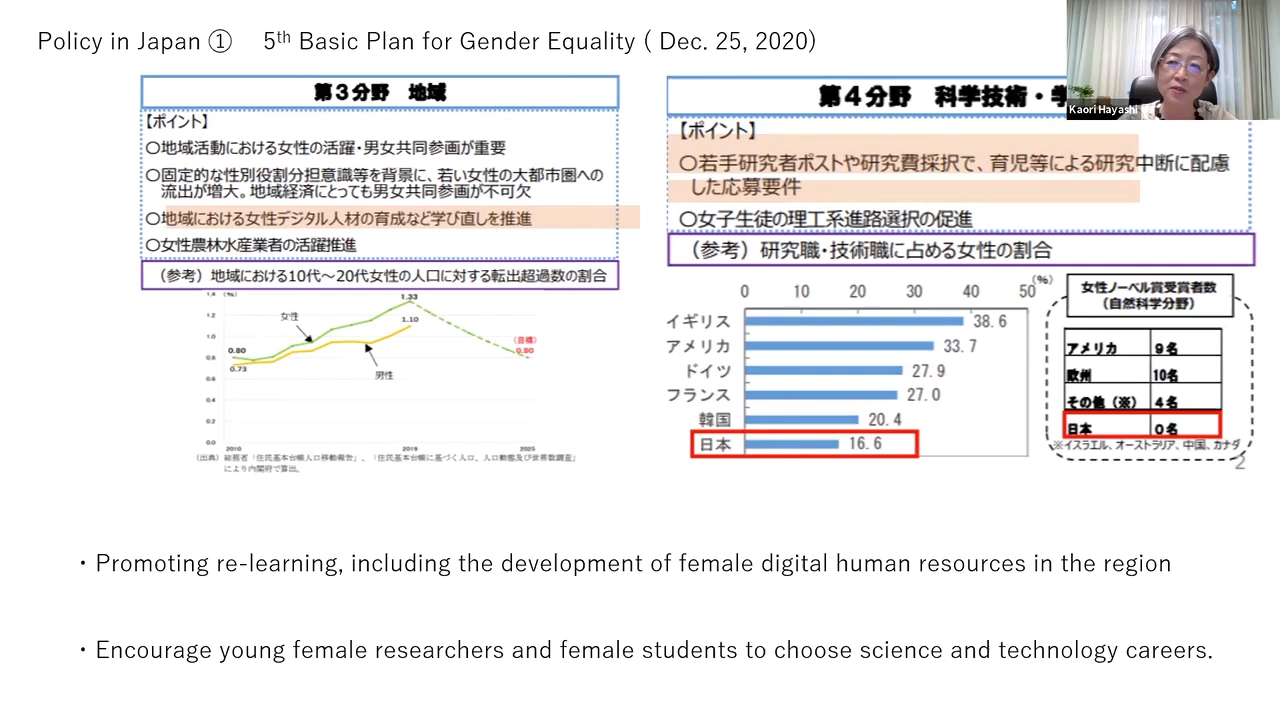 Policy in Japan ① 5th Basic Plan for Gender Equality ( Dec. 25, 2020)
Kaori Hayashi
第3分野 地域
【ポイント】
○地域活動における女性の活躍・男女共同参画が重要
○固定的な性別役割分担意識等を背景に、若い女性の大都市圏への
流出が増大。地域経済にとっても男女共同参画が不可欠
○地域における女性デジタル人材の育成など学び直しを推進
○女性農林水産業者の活躍推進
（参考）地域における10代～20代女性の人口に対する転出超過数の割合
1.4 (%)
1.33
1.2
女性
1.10
1.0
0.80
0.8
(目標)
0.80
0.73
男性
0.6
0.4
0.2
0.0
2010
2019
2025
（出典）総務省「住民基本台帳人口移動報告」、「住民基本台帳に基づく人口、人口動態及び世帯数調査」
により内閣府で算出。
第4分野 科学技術・学
【ポイント】
○若手研究者ポストや研究費採択で、育児等による研究中断に配慮
した応募要件
○女子生徒の理工系進路選択の促進
（参考）研究職・技術職に占める女性の割合
0 10 20 30 40 50 (%)
イギリス 38.6
アメリカ 33.7
ドイツ 27.9
フランス 27.0
韓国 20.4
日本 16.6
女性ノーベル賞受賞者数
（自然科学分野）
アメリカ 9名
欧州 10名
その他（※） 4名
日本 0名
※イスラエル、オーストラリア、中国、カナダ
2
・Promoting re-learning, including the development of female digital human resources in the region
・Encourage young female researchers and female students to choose science and technology careers.